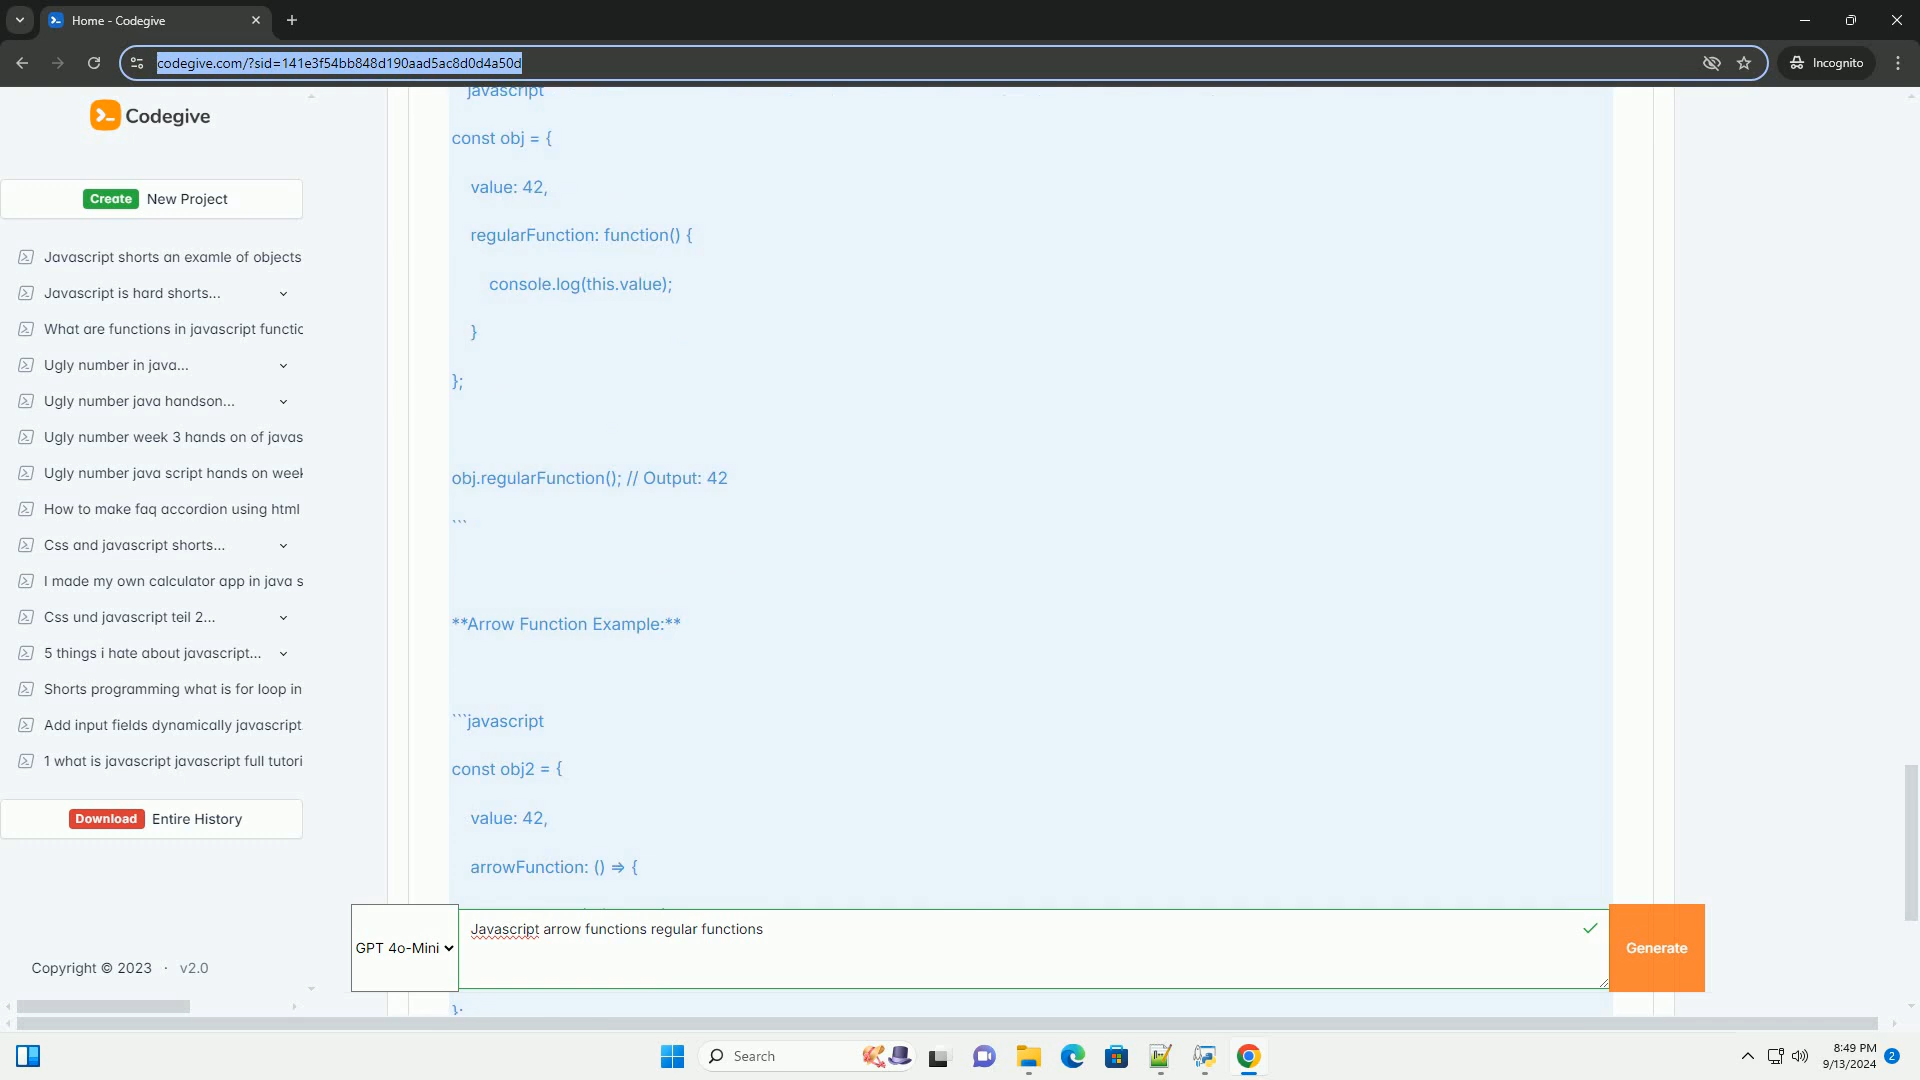 Home - Codegive
codegive.com/?sid=141e3f54bb848d190aad5ac8d0d4a50d
Incognito
Codegive
Create New Project
Javascript shorts an examle of objects
Javascript is hard shorts...
What are functions in javascript functio
Ugly number in java...
Ugly number java handson...
Ugly number week 3 hands on of javas
Ugly number java script hands on week
How to make faq accordion using html
Css and javascript shorts...
I made my own calculator app in java s
Css und javascript teil 2...
5 things i hate about javascript...
Shorts programming what is for loop in
Add input fields dynamically javascript
1 what is javascript javascript full tutori
Download Entire History
Copyright © 2023 · v2.0
javascript
const obj = {
value: 42,
regularFunction: function() {
console.log(this.value);
}
};
obj.regularFunction(); // Output: 42
```
**Arrow Function Example:**
```javascript
const obj2 = {
value: 42,
arrowFunction: () => {
};
GPT 4o-Mini
Javascript arrow functions regular functions
Generate
Search
8:49 PM
9/13/2024
2